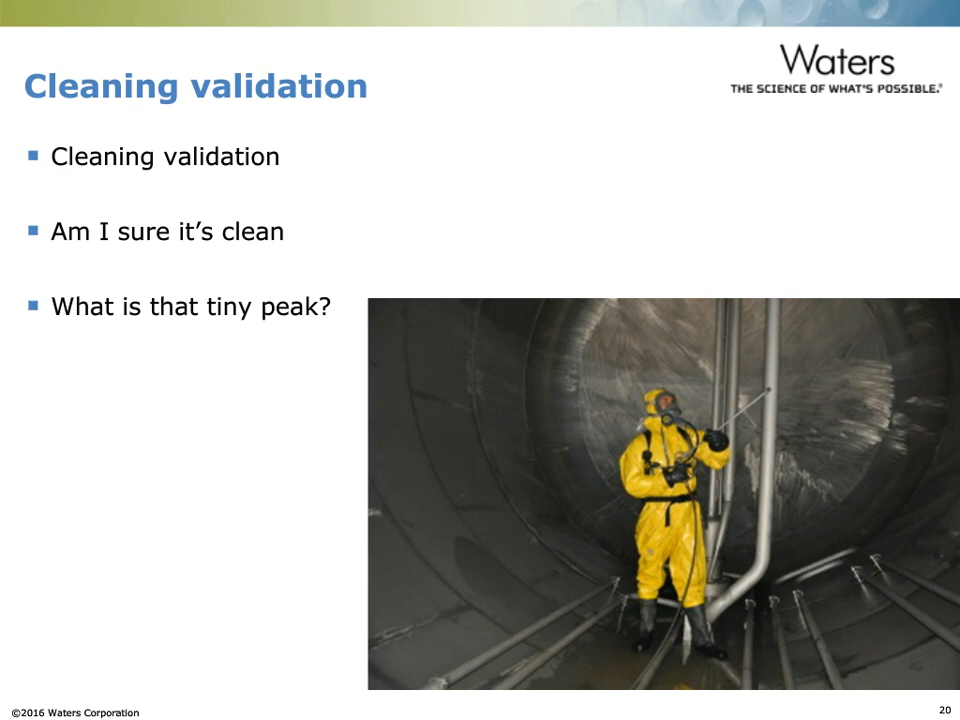 Cleaning validation
Waters
THE SCIENCE OF WHAT'S POSSIBLE.®
Cleaning validation
Am I sure it’s clean
What is that tiny peak?
©2016 Waters Corporation
20